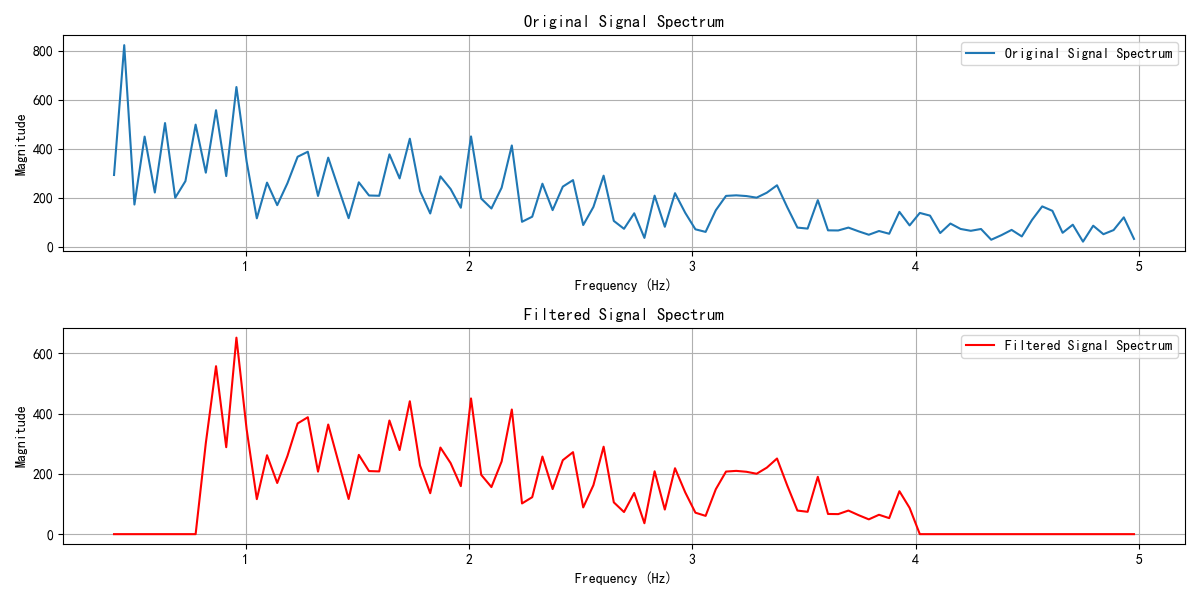 Original Signal Spectrum
800
600
400
200
0
Magnitude
Original Signal Spectrum
1
2
3
4
5
Frequency (Hz)
Filtered Signal Spectrum
600
400
200
0
Magnitude
Filtered Signal Spectrum
1
2
3
4
5
Frequency (Hz)